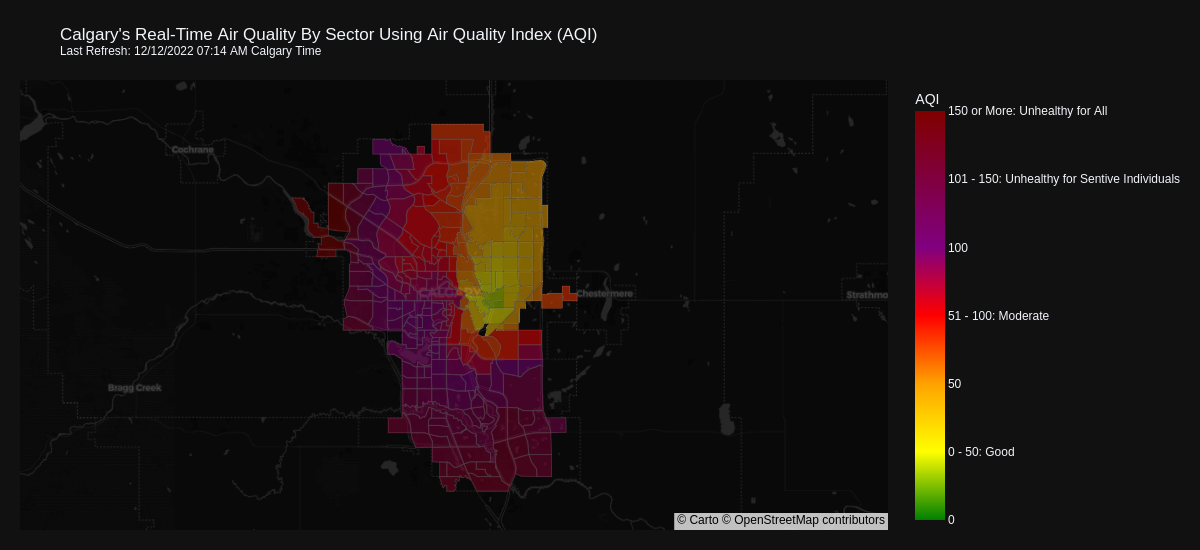 Calgary's Real-Time Air Quality By Sector Using Air Quality Index (AQI)
Last Refresh: 12/12/2022 07:14 AM Calgary Time
AQI
150 or More: Unhealthy for All
Cochrane
101 - 150: Unhealthy for Sentive Individuals
100
CALGARY
Chestermere
Strathmo
51 - 100: Moderate
Bragg Creek
50
0 - 50: Good
0
© Carto © OpenStreetMap contributors